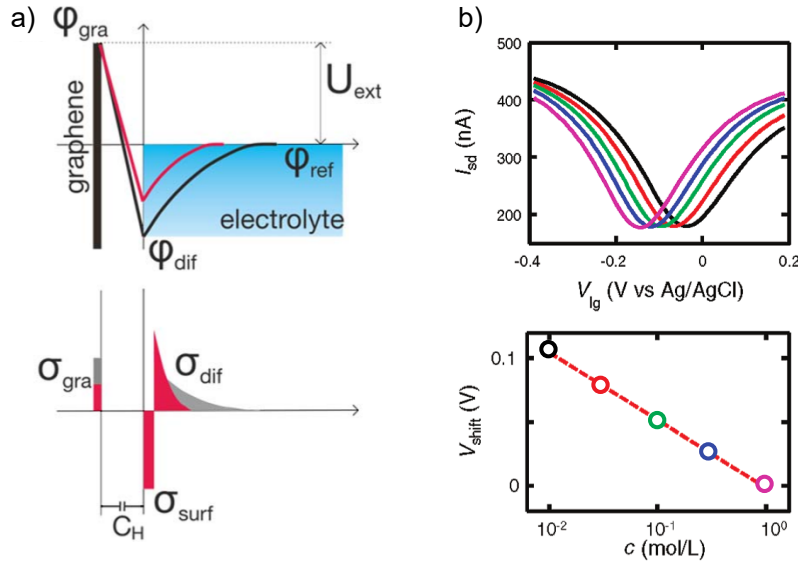 a)
φgra
Uext
graphene
φref
electrolyte
φdif
σgra
σdif
σsurf
CH
b)
500
400
300
200
Isd (nA)
-0.4
-0.2
0
0.2
Vlg (V vs Ag/AgCl)
0.1
0
Vshift (V)
10-2
10-1
100
c (mol/L)